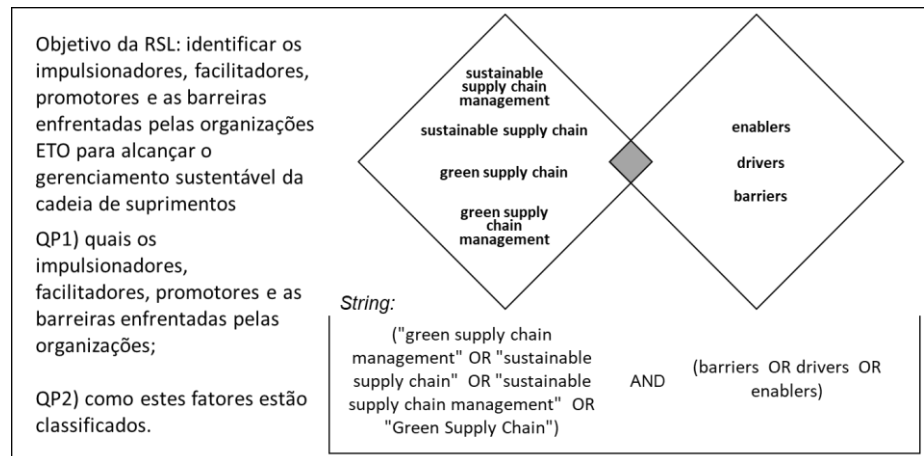 Objetivo da RSL: identificar os
impulsionadores, facilitadores,
promotores e as barreiras
enfrentadas pelas organizações
ETO para alcançar o
gerenciamento sustentável da
cadeia de suprimentos
QP1) quais os
impulsionadores,
facilitadores, promotores e as
barreiras enfrentadas pelas
organizações;
QP2) como estes fatores estão
classificados.
sustainable
supply chain
management
sustainable supply chain
green supply chain
green supply
chain
management
enablers
drivers
barriers
String:
("green supply chain
management" OR "sustainable
supply chain" OR "sustainable
supply chain management" OR
"Green Supply Chain")
AND
(barriers OR drivers OR
enablers)